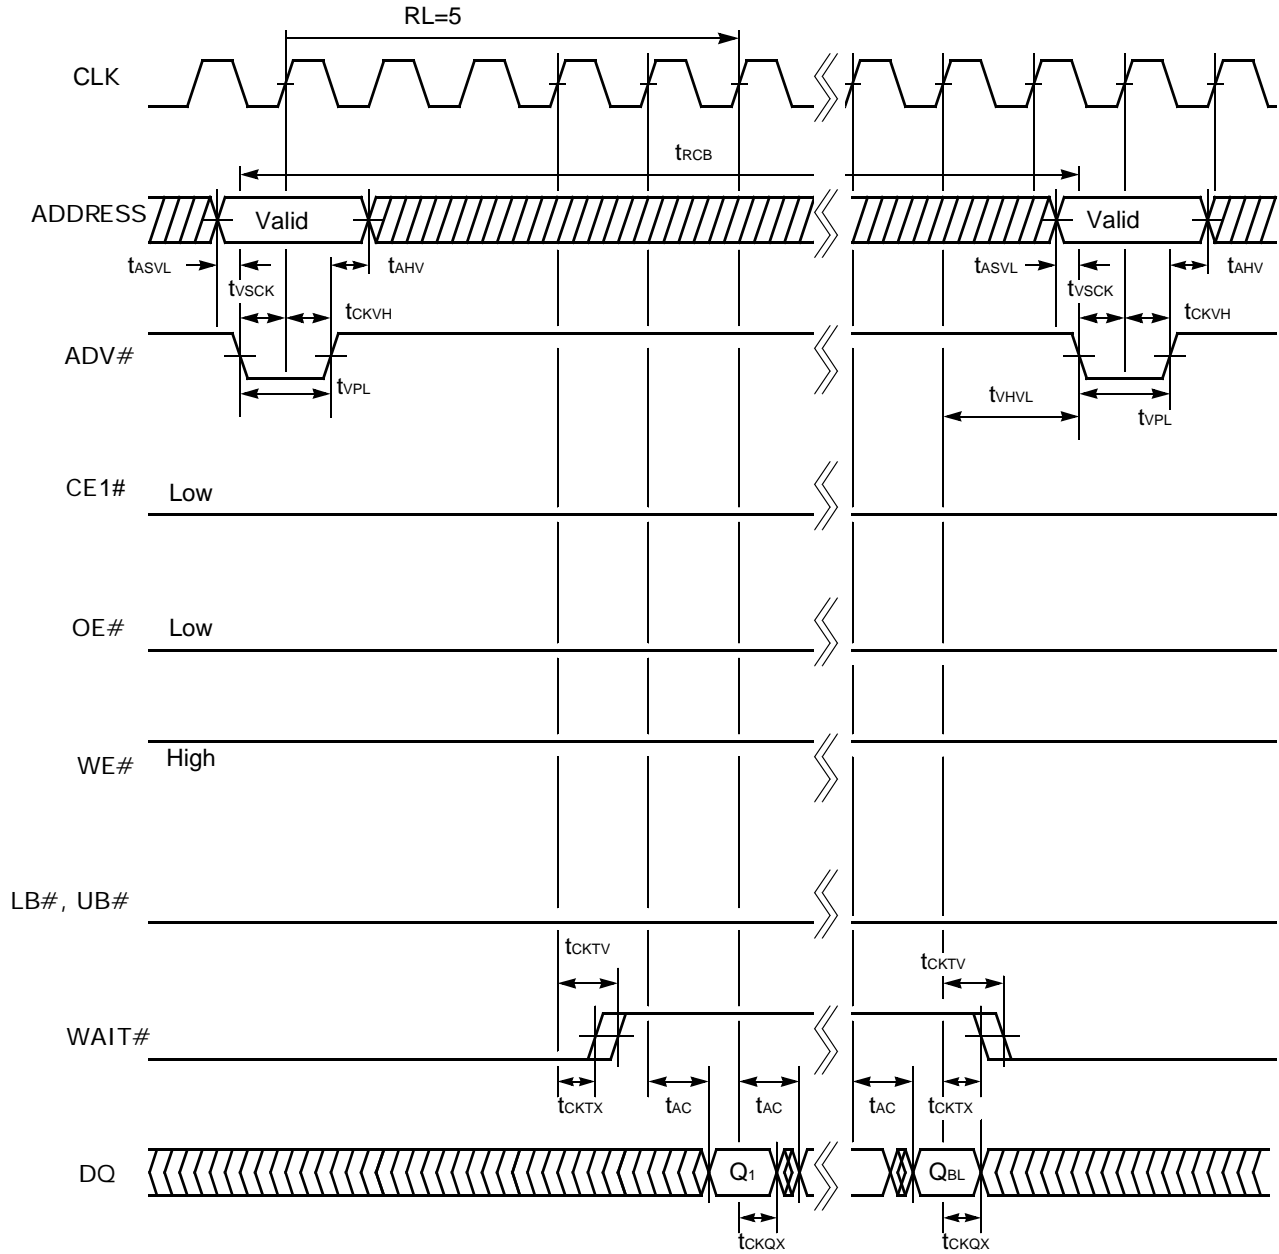 RL=5
CLK
tRCB
ADDRESS Valid Valid
tASVL tAHV tASVL tAHV
tVSCK tVSCK
tCKVH tCKVH
ADV#
tVPL tVHVL tVPL
CE1# Low
OE# Low
WE# High
LB#, UB#
tCKTV tCKTV
WAIT#
tCKTX tAC tAC tAC tCKTX
DQ Q1 QBL
tCKQX tCKQX